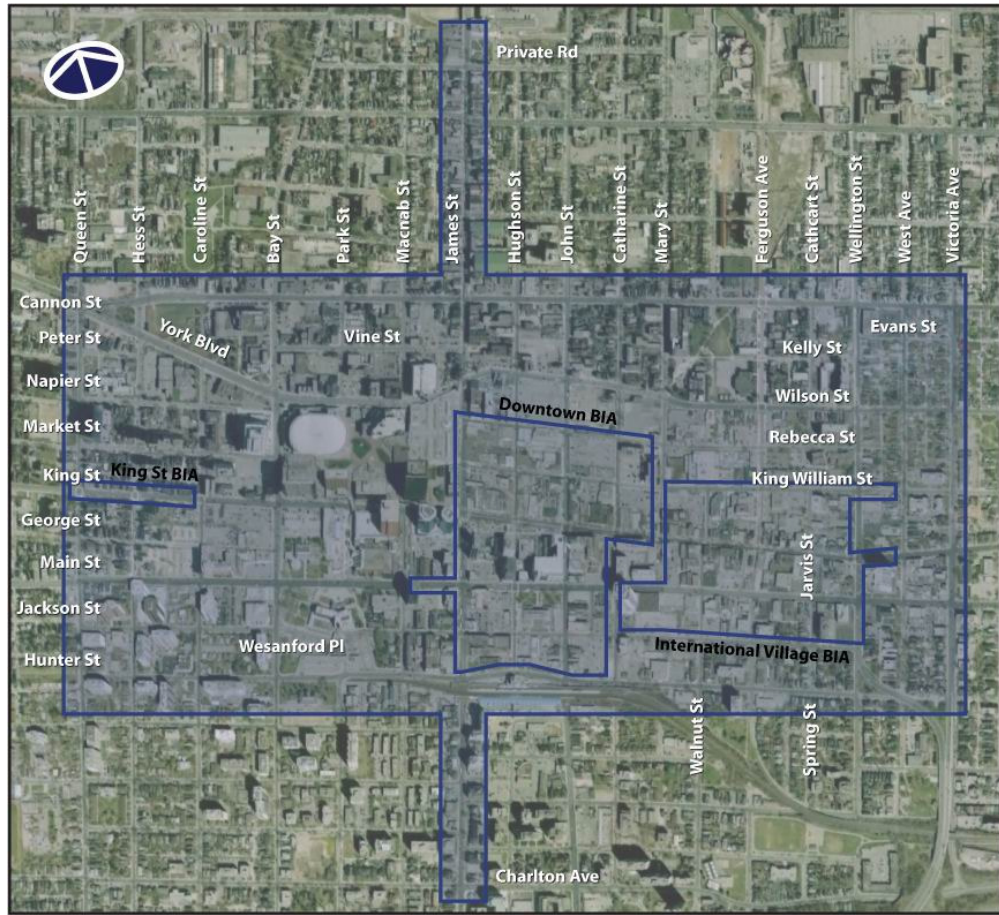 Private Rd
Queen St
Hess St
Caroline St
Bay St
Park St
Macnab St
James St
Hughson St
John St
Catharine St
Mary St
Ferguson Ave
Cathcart St
Wellington St
West Ave
Victoria Ave
Cannon St
Peter St
York Blvd
Vine St
Evans St
Kelly St
Napier St
Wilson St
Market St
Downtown BIA
Rebecca St
King St
King St BIA
King William St
George St
Main St
Jarvis St
Jackson St
Hunter St
Wesanford Pl
International Village BIA
Walnut St
Spring St
Charlton Ave